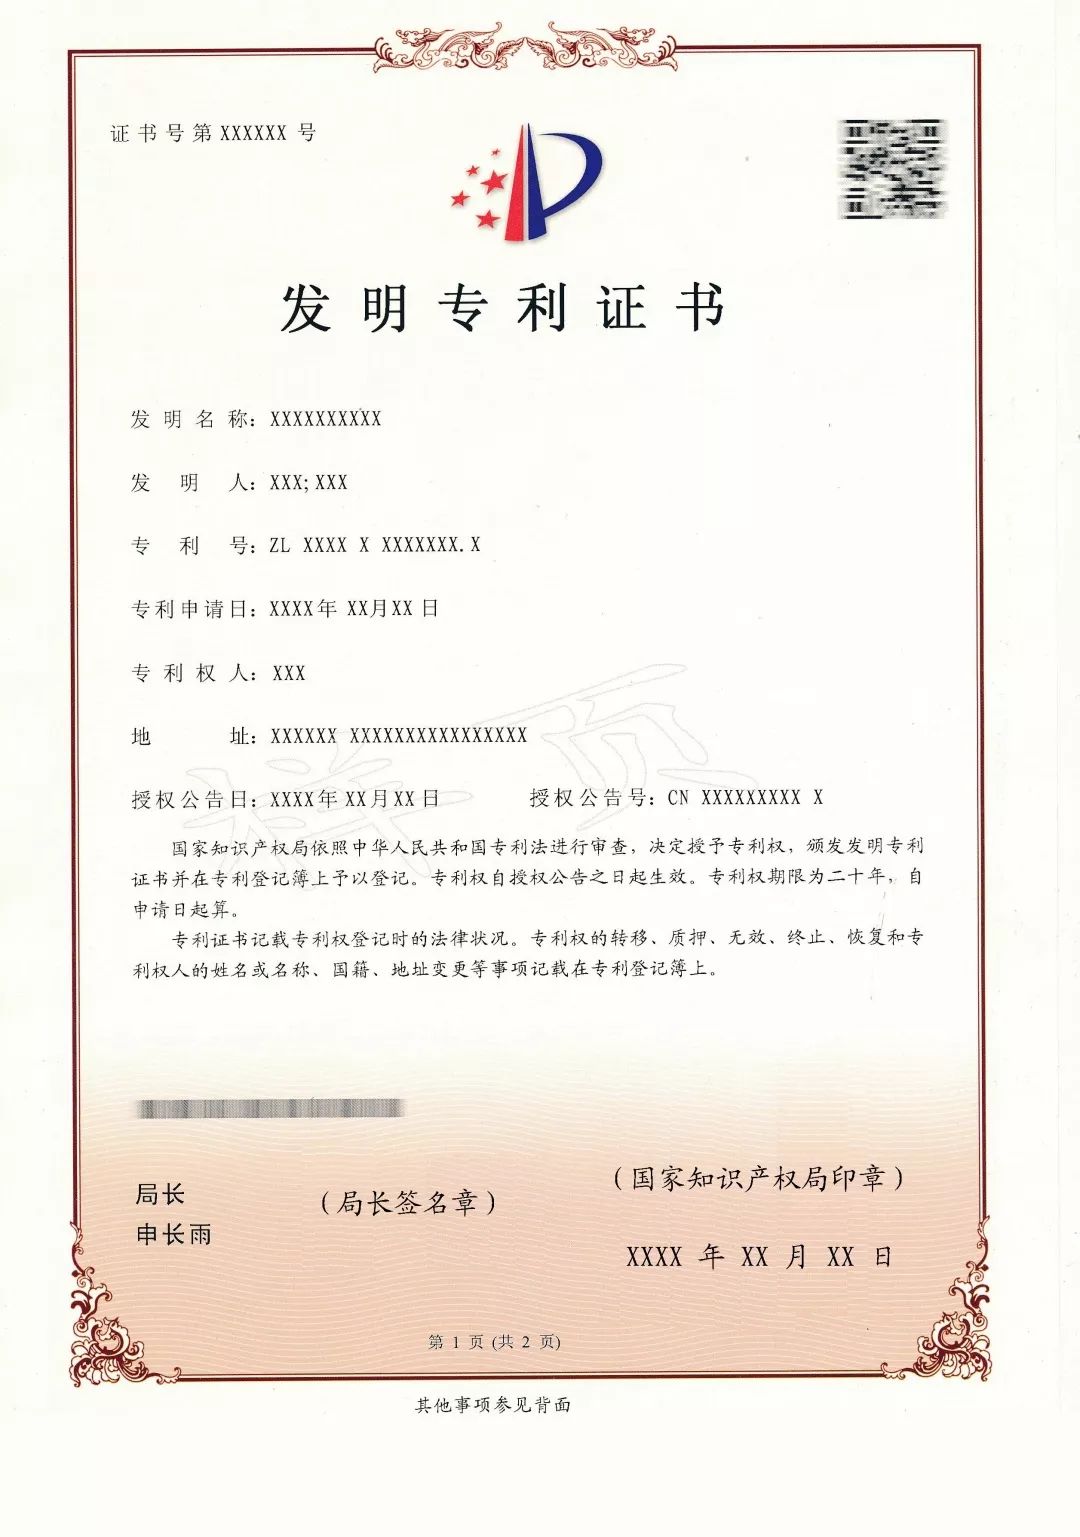 证书号第XXXXXX号
发明专利证书
发明名称：XXXXXXXXXX
发明人：XXX;XXX
专利号：ZL XXXX X XXXXXXX.X
专利申请日：XXXX年 XX月XX日
专利权人：XXX
地址：XXXXXX XXXXXXXXXXXXXXXX
授权公告日：XXXX年 XX月XX日 授权公告号：CN XXXXXXXXX X
样页
国家知识产权局依照中华人民共和国专利法进行审查，决定授予专利权，颁发发明专利
证书并在专利登记簿上予以登记。专利权自授权公告之日起生效。专利权期限为二十年，自
申请日起算。
专利证书记载专利权登记时的法律状况。专利权的转移、质押、无效、终止、恢复和专
利权人的姓名或名称、国籍、地址变更等事项记载在专利登记簿上。
局长
申长雨
（局长签名章）
（国家知识产权局印章）
XXXX 年 XX 月 XX 日
第 1 页 (共 2 页)
其他事项参见背面